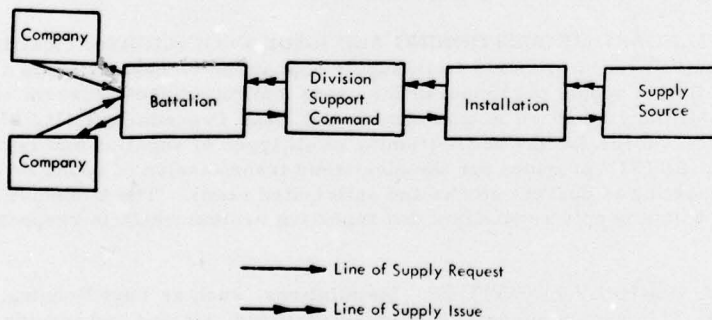 Company
Battalion
Division
Support
Command
Installation
Supply
Source
Company
Line of Supply Request
Line of Supply Issue